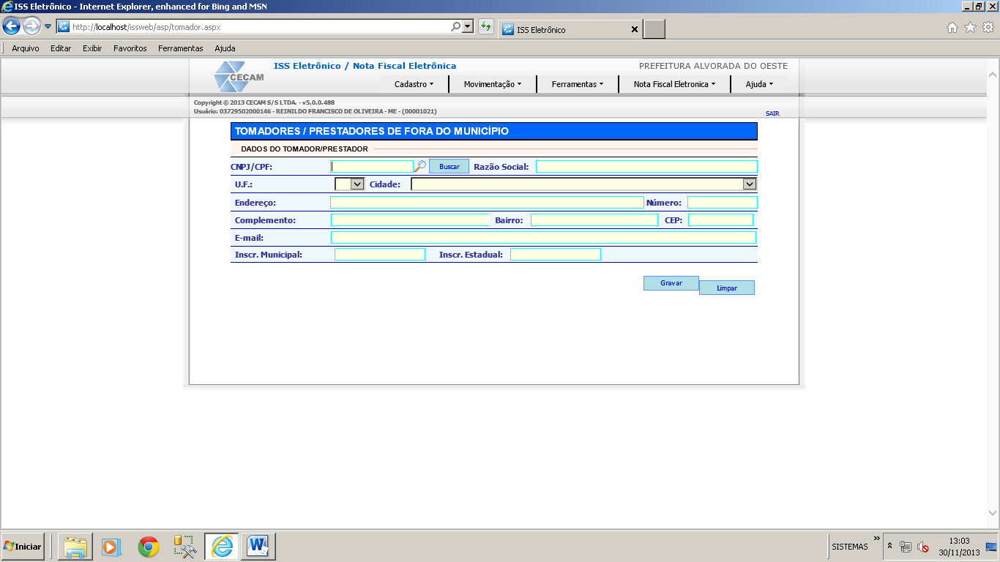 ISS Eletrônico - Internet Explorer, enhanced for Bing and MSN
http://localhost/issweb/asp/tomador.aspx
ISS Eletrônico
Arquivo Editar Exibir Favoritos Ferramentas Ajuda
CECAM
ISS Eletrônico / Nota Fiscal Eletrônica PREFEITURA ALVORADA DO OESTE
Cadastro Movimentação Ferramentas Nota Fiscal Eletronica Ajuda
Copyright © 2013 CECAM S/S LTDA. - v5.0.0.488
Usuário: 03729502000146 - REINILDO FRANCISCO DE OLIVEIRA - ME - (00001021)
SAIR
TOMADORES / PRESTADORES DE FORA DO MUNICÍPIO
DADOS DO TOMADOR/PRESTADOR
CNPJ/CPF: Buscar Razão Social:
U.F.: Cidade:
Endereço: Número:
Complemento: Bairro: CEP:
E-mail:
Inscr. Municipal: Inscr. Estadual:
Gravar Limpar
Iniciar SISTEMAS 13:03
30/11/2013